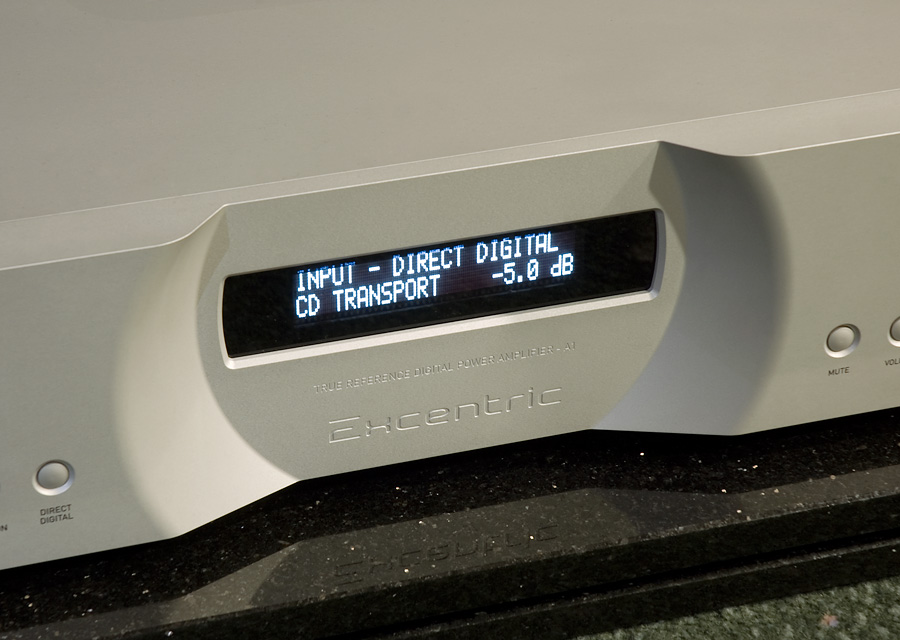 INPUT - DIRECT DIGITAL
CD TRANSPORT -5.0 dB
TRUE REFERENCE DIGITAL POWER AMPLIFIER - A1
Excentric
DIRECT
DIGITAL
MUTE